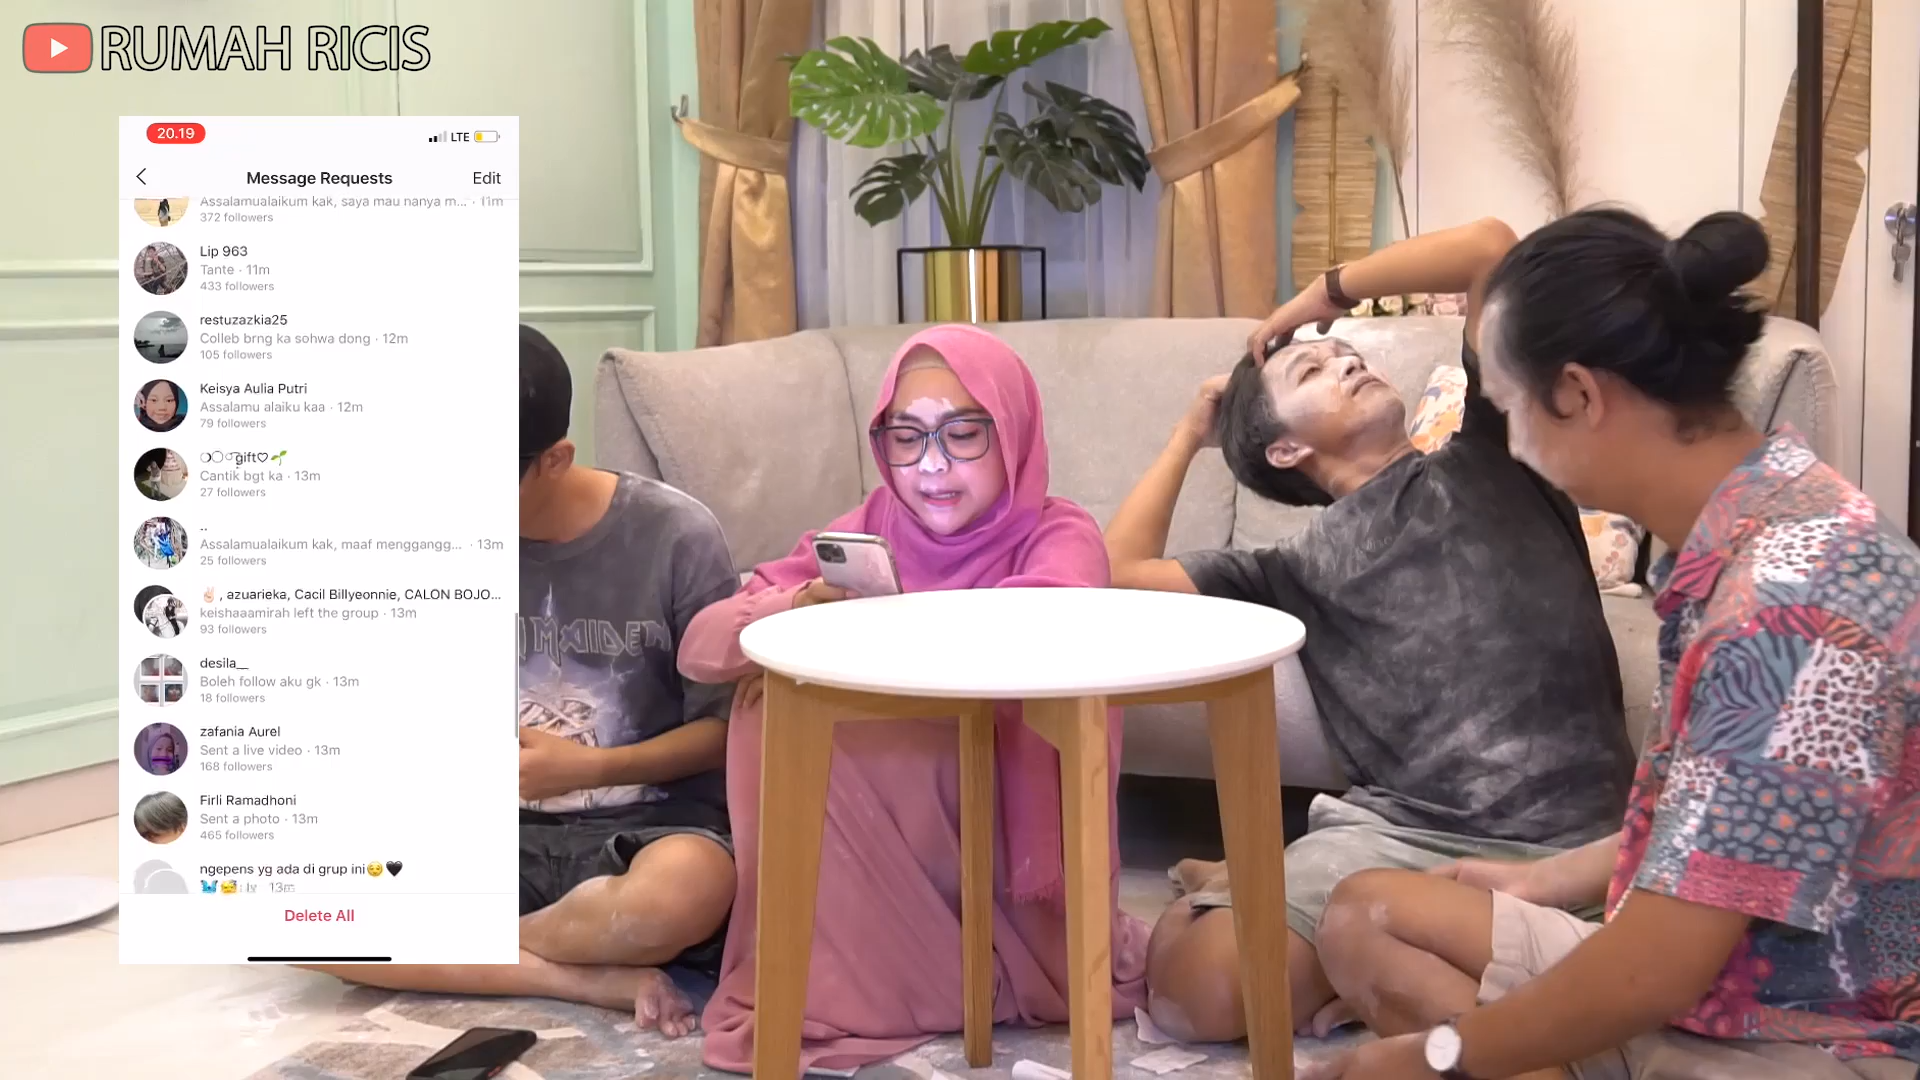 RUMAH RICIS
20.19
LTE
Message Requests
Edit
Assalamualaikum kak, saya mau nanya m... · 11m
372 followers
Lip 963
Tante · 11m
433 followers
restuzazkia25
Colleb brng ka sohwa dong · 12m
105 followers
Keisya Aulia Putri
Assalamu alaiku kaa · 12m
79 followers
gift♡🌱
Cantik bgt ka · 13m
27 followers
..
Assalamualaikum kak, maaf menggangg... · 13m
25 followers
✌🏻, azuarieka, Cacil Billyeonnie, CALON BOJO...
keishaaamirah left the group · 13m
93 followers
desila__
Boleh follow aku gk · 13m
18 followers
zafania Aurel
Sent a live video · 13m
168 followers
Firli Ramadhoni
Sent a photo · 13m
465 followers
ngepens yg ada di grup ini😌🖤
13m
Delete All
MAIDEN